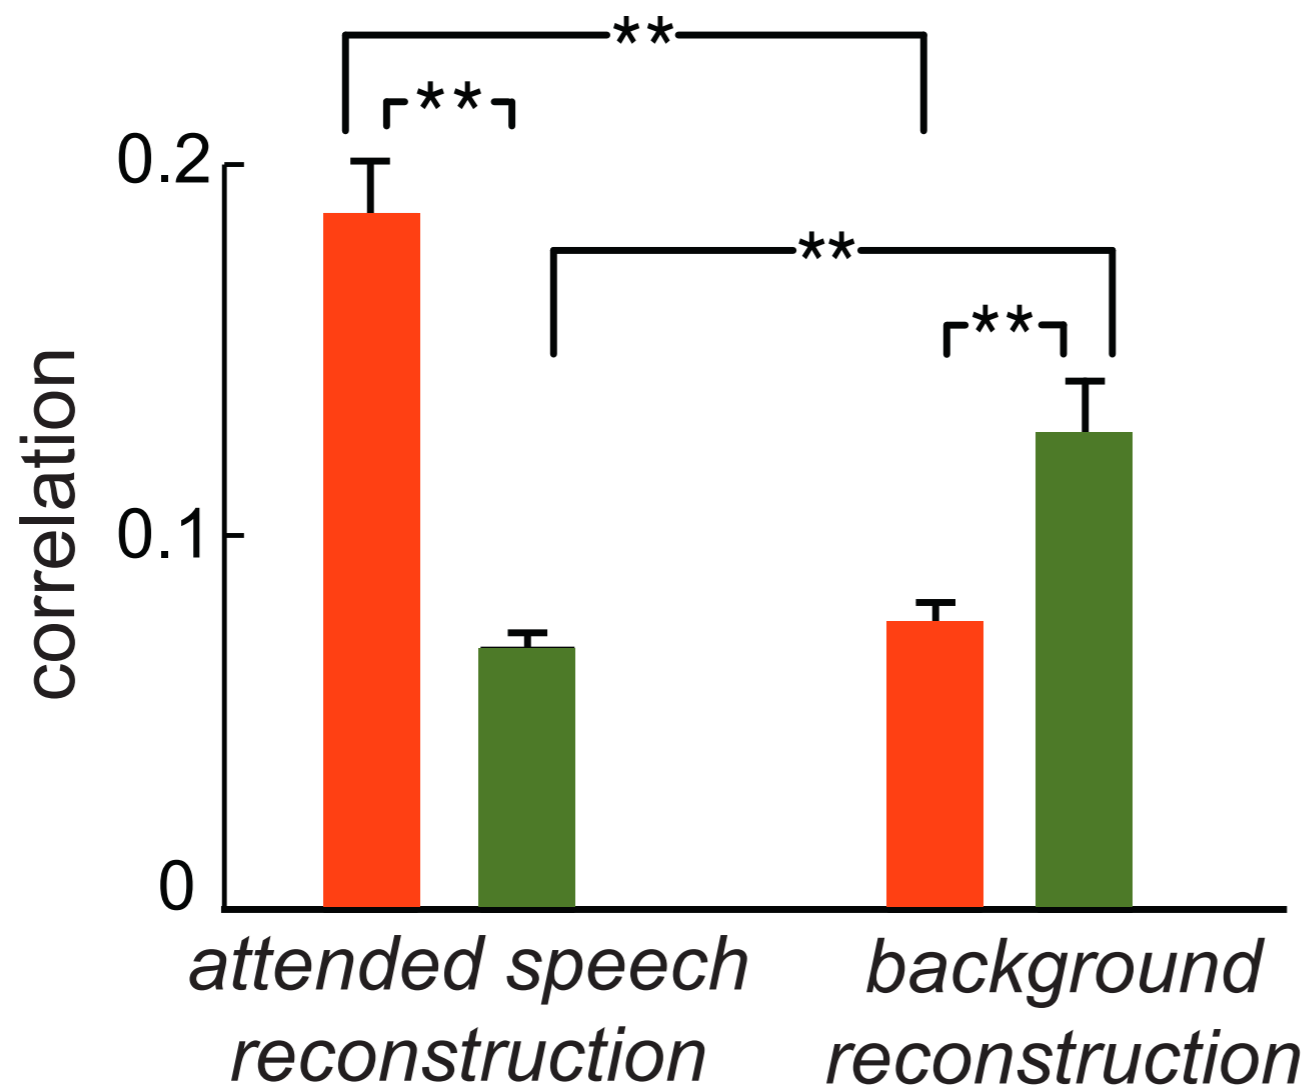 **
**
0.2
**
**
0.1
0
correlation
attended speech
reconstruction
background
reconstruction